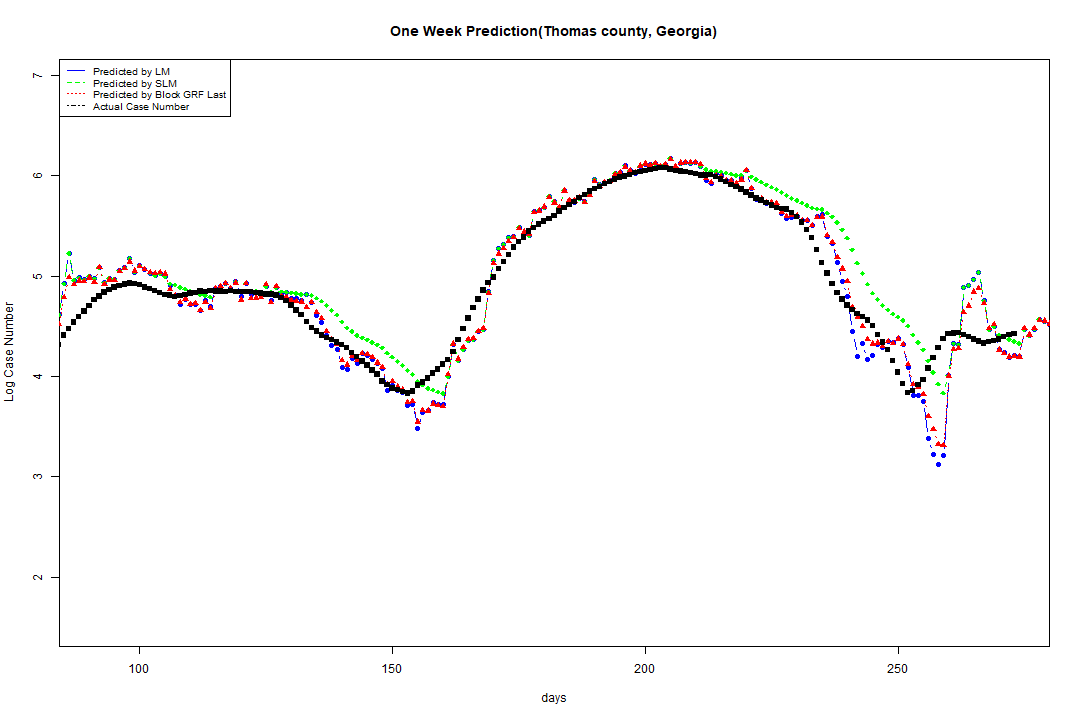 One Week Prediction(Thomas county, Georgia)
Predicted by LM
Predicted by SLM
Predicted by Block GRF Last
Actual Case Number
7
6
5
4
3
2
Log Case Number
100 150 200 250
days